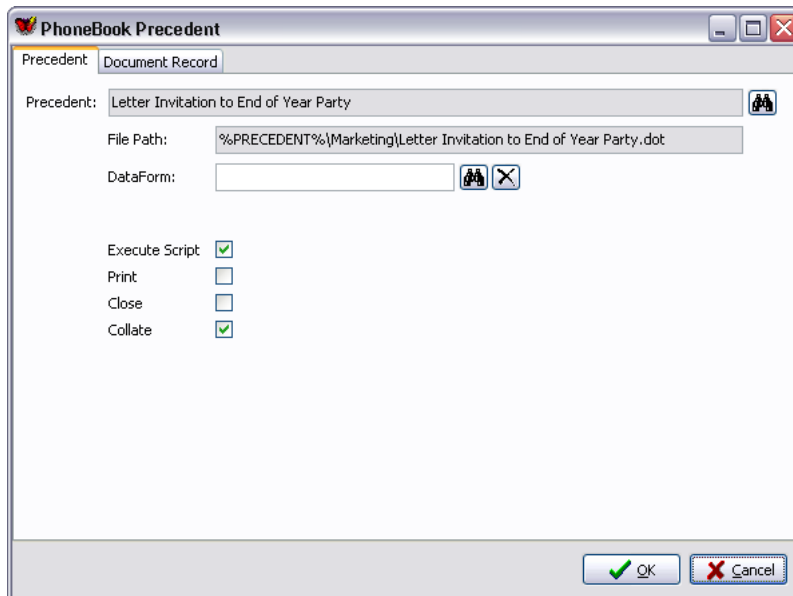 PhoneBook Precedent
Precedent Document Record
Precedent: Letter Invitation to End of Year Party
File Path: %PRECEDENT%\Marketing\Letter Invitation to End of Year Party.dot
DataForm:
Execute Script
Print
Close
Collate
OK Cancel